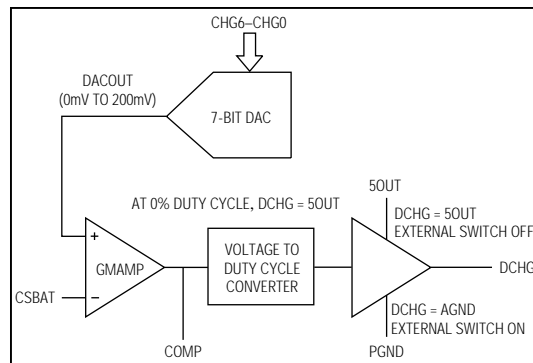 CHG6–CHG0
DACOUT
(0mV TO 200mV)
7-BIT DAC
AT 0% DUTY CYCLE, DCHG = 5OUT
5OUT
DCHG = 5OUT
EXTERNAL SWITCH OFF
+
GMAMP
–
VOLTAGE TO
DUTY CYCLE
CONVERTER
DCHG
CSBAT
DCHG = AGND
EXTERNAL SWITCH ON
COMP
PGND